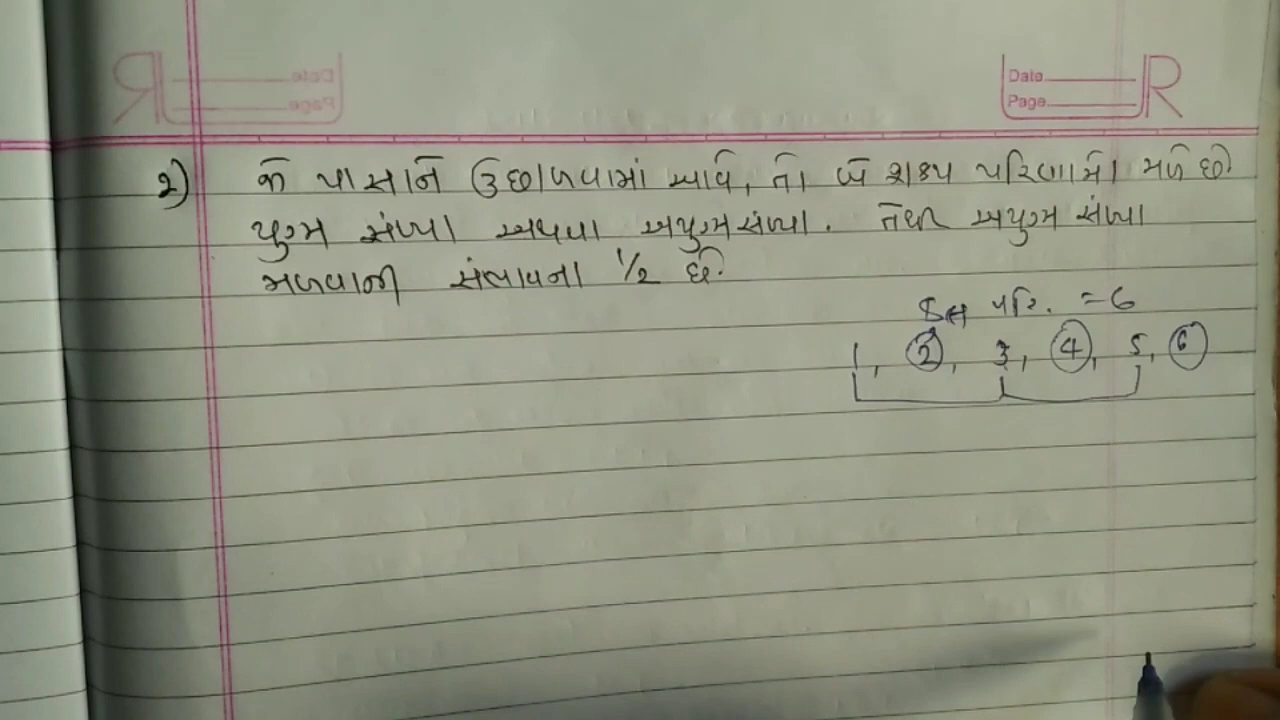 Date
Page
R
૨) જો પાસાને ઉછાળવામાં આવે, તો બે શક્ય પરિણામો મળે છે.
યુગ્મ સંખ્યા અથવા અયુગ્મ સંખ્યા. તેથી અયુગ્મ સંખ્યા
મળવાની સંભાવના 1/2 છે.
કુલ પરિ. = 6
1, 2, 3, 4, 5, 6